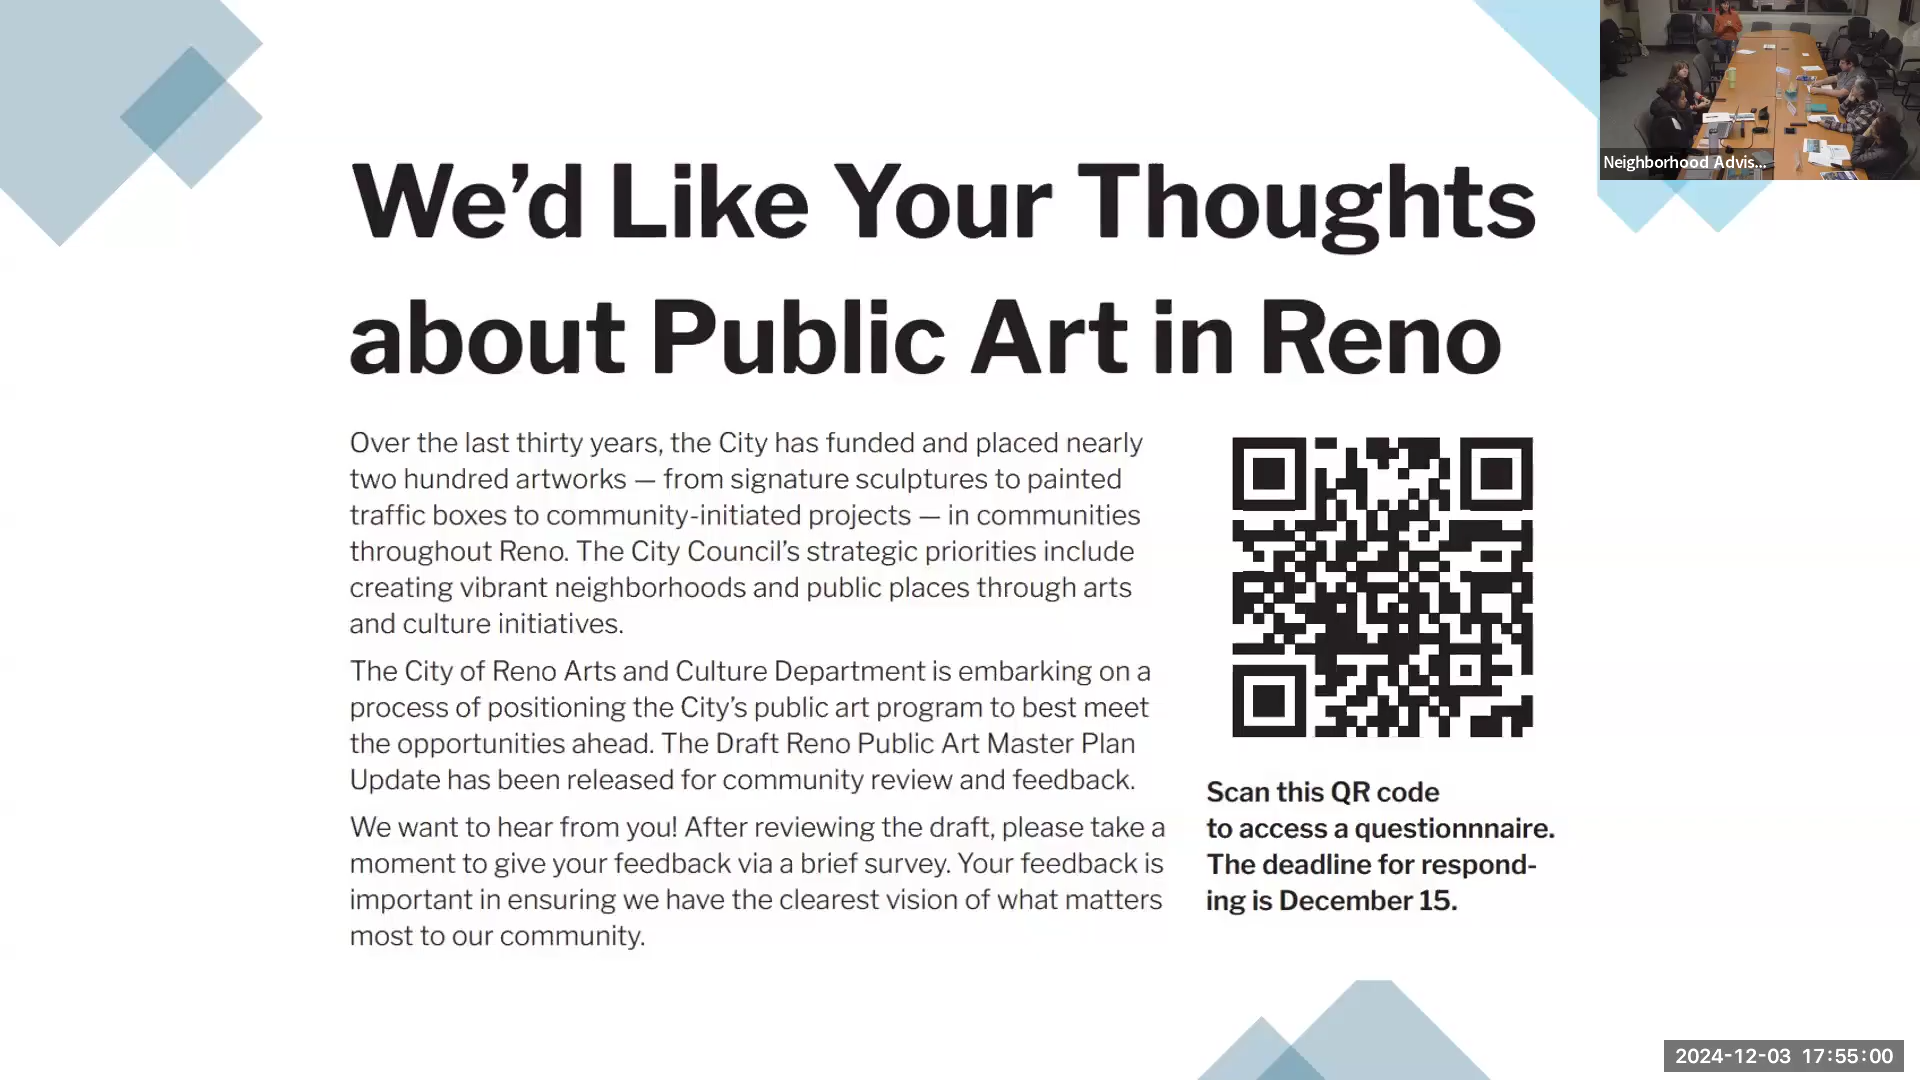 We’d Like Your Thoughts
about Public Art in Reno
Over the last thirty years, the City has funded and placed nearly
two hundred artworks — from signature sculptures to painted
traffic boxes to community-initiated projects — in communities
throughout Reno. The City Council’s strategic priorities include
creating vibrant neighborhoods and public places through arts
and culture initiatives.
The City of Reno Arts and Culture Department is embarking on a
process of positioning the City’s public art program to best meet
the opportunities ahead. The Draft Reno Public Art Master Plan
Update has been released for community review and feedback.
We want to hear from you! After reviewing the draft, please take a
moment to give your feedback via a brief survey. Your feedback is
important in ensuring we have the clearest vision of what matters
most to our community.
Scan this QR code
to access a questionnnaire.
The deadline for respond-
ing is December 15.
Neighborhood Advis...
2024-12-03 17:55:00